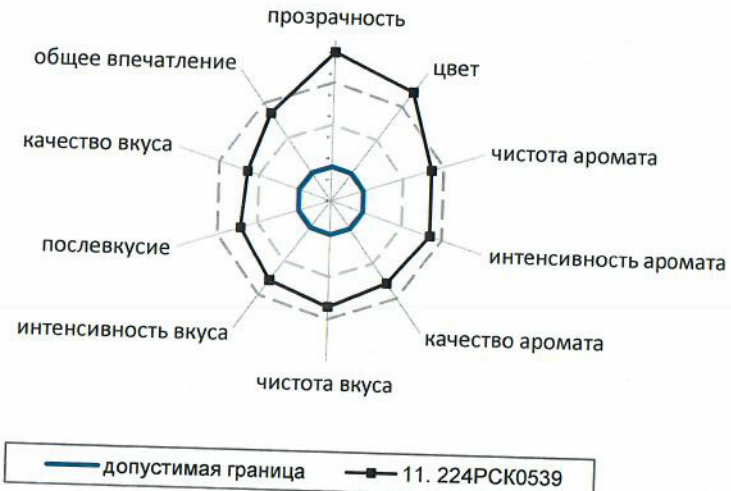 прозрачность
общее впечатление
цвет
качество вкуса
чистота аромата
послевкусие
интенсивность аромата
интенсивность вкуса
качество аромата
чистота вкуса
допустимая граница
11. 224РСК0539